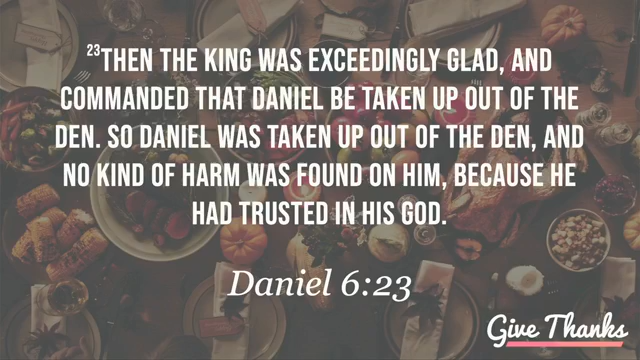 23THEN THE KING WAS EXCEEDINGLY GLAD, AND
COMMANDED THAT DANIEL BE TAKEN UP OUT OF THE
DEN. SO DANIEL WAS TAKEN UP OUT OF THE DEN, AND
NO KIND OF HARM WAS FOUND ON HIM, BECAUSE HE
HAD TRUSTED IN HIS GOD.
Daniel 6:23
Give Thanks